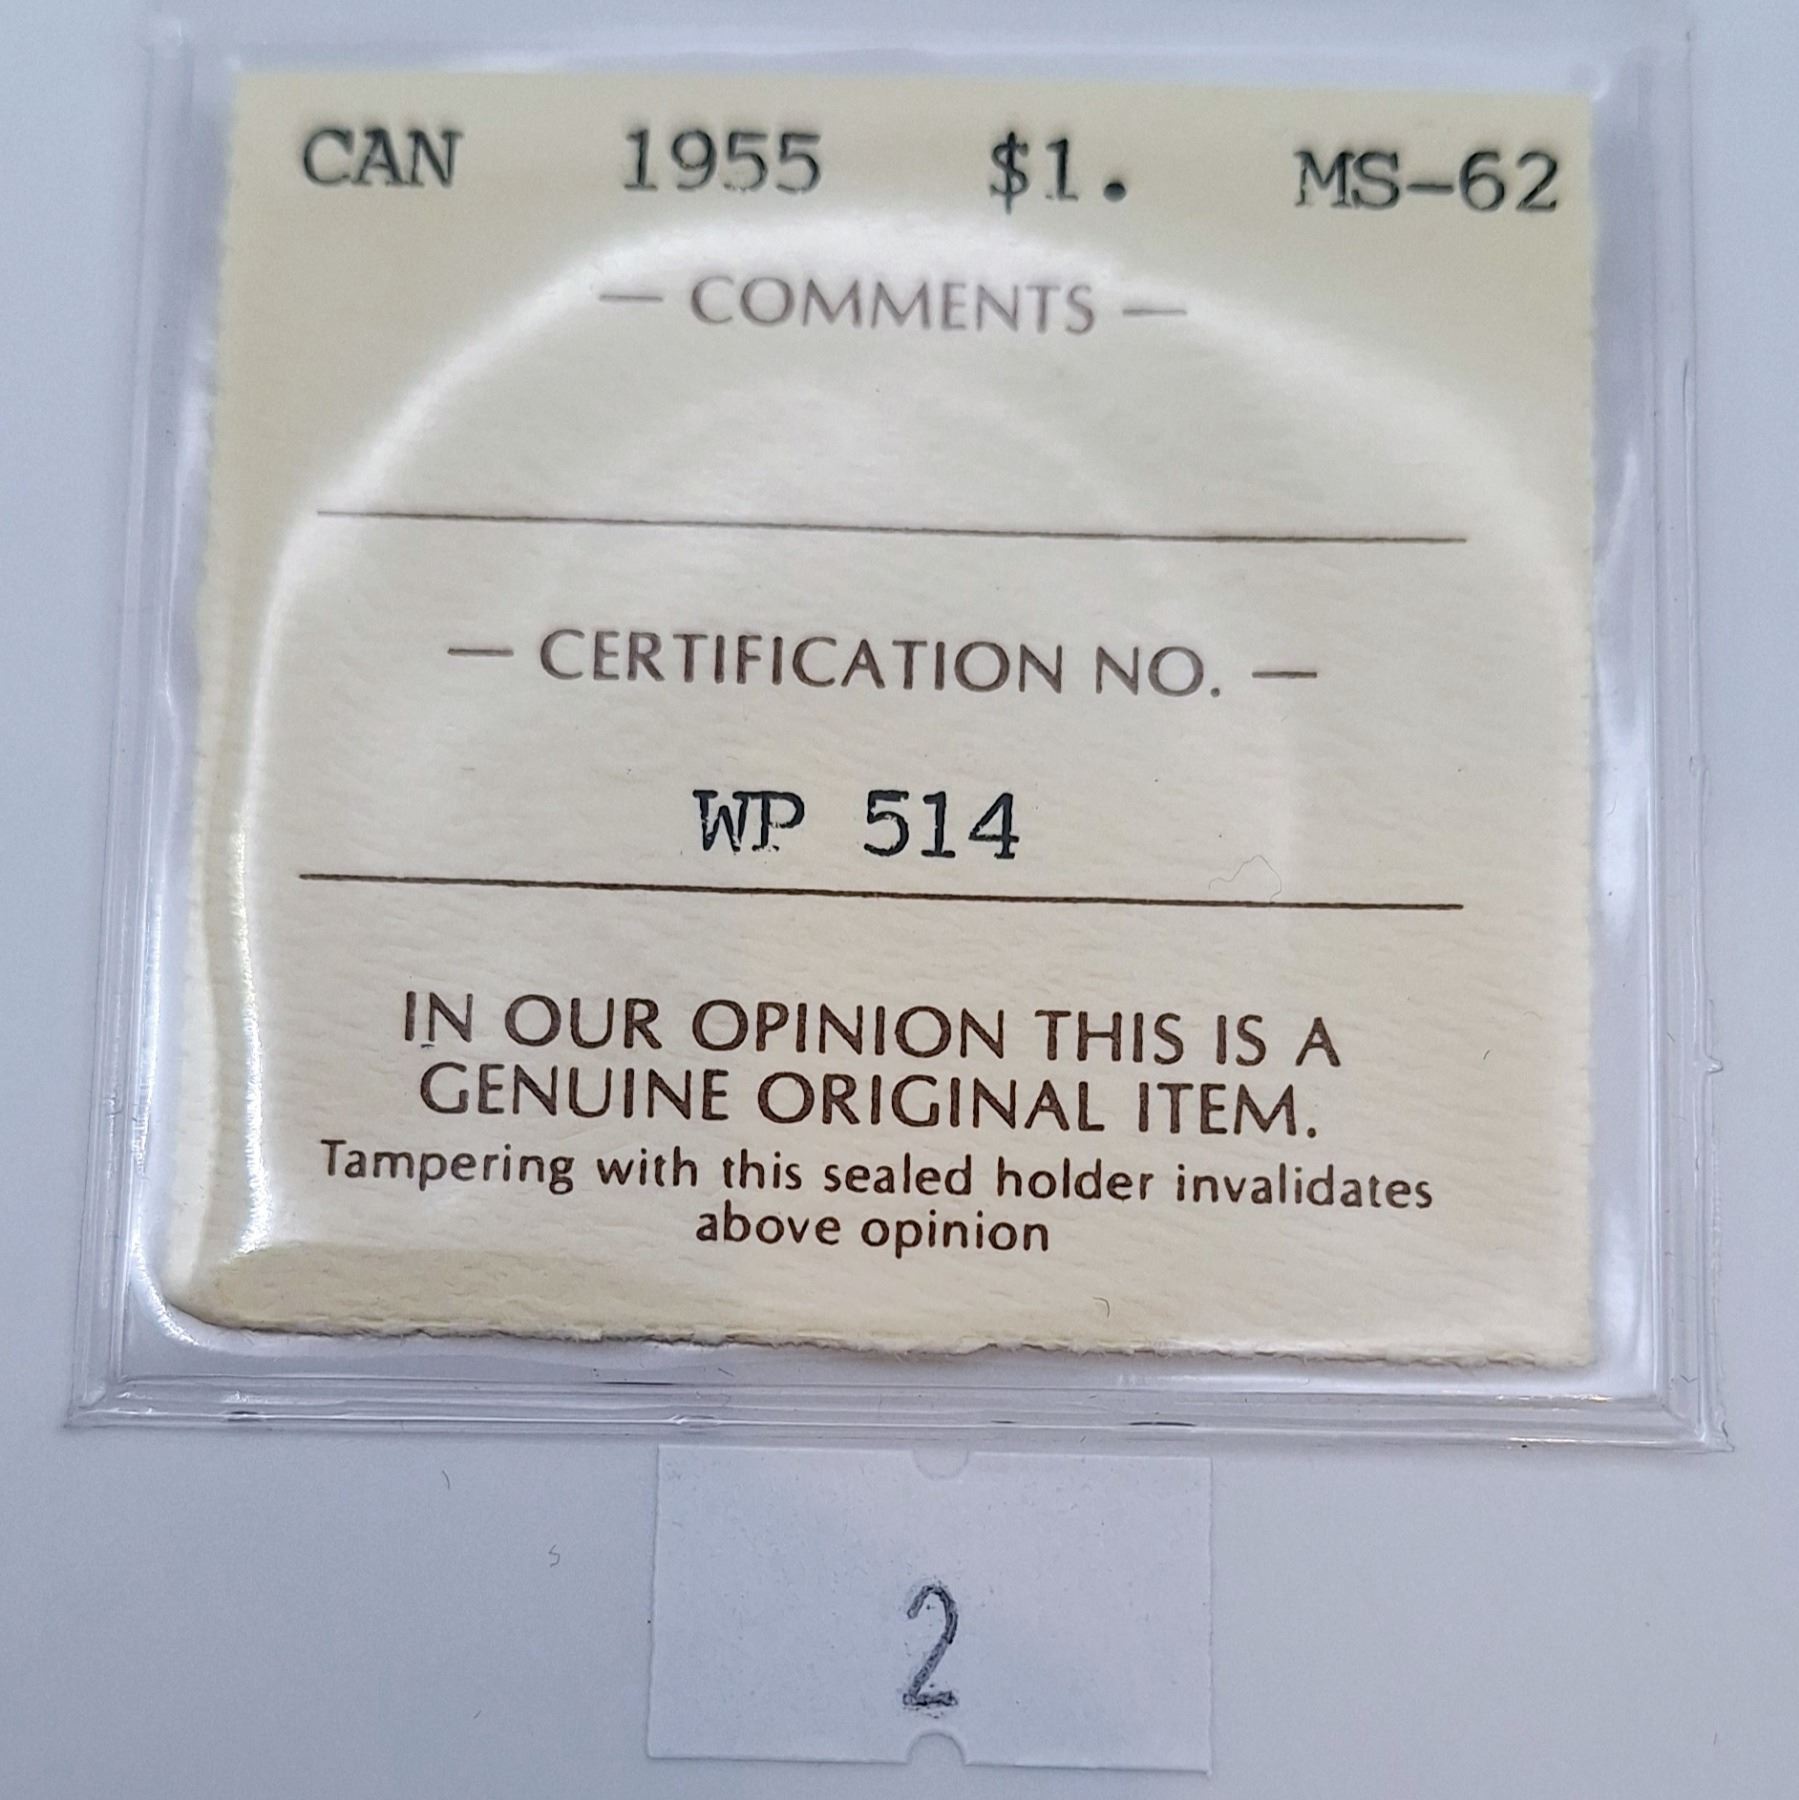 CAN 1955 $1. MS-62
— COMMENTS —
— CERTIFICATION NO. —
WP 514
IN OUR OPINION THIS IS A
GENUINE ORIGINAL ITEM.
Tampering with this sealed holder invalidates
above opinion
2